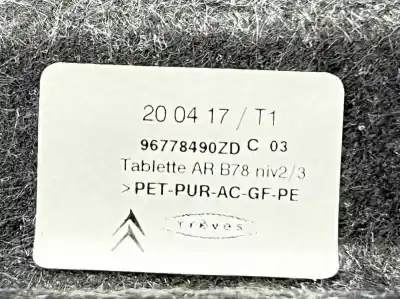 20 04 17 / T1
96778490ZD C 03
Tablette AR B78 niv2/3
>PET-PUR-AC-GF-PE
Trèves